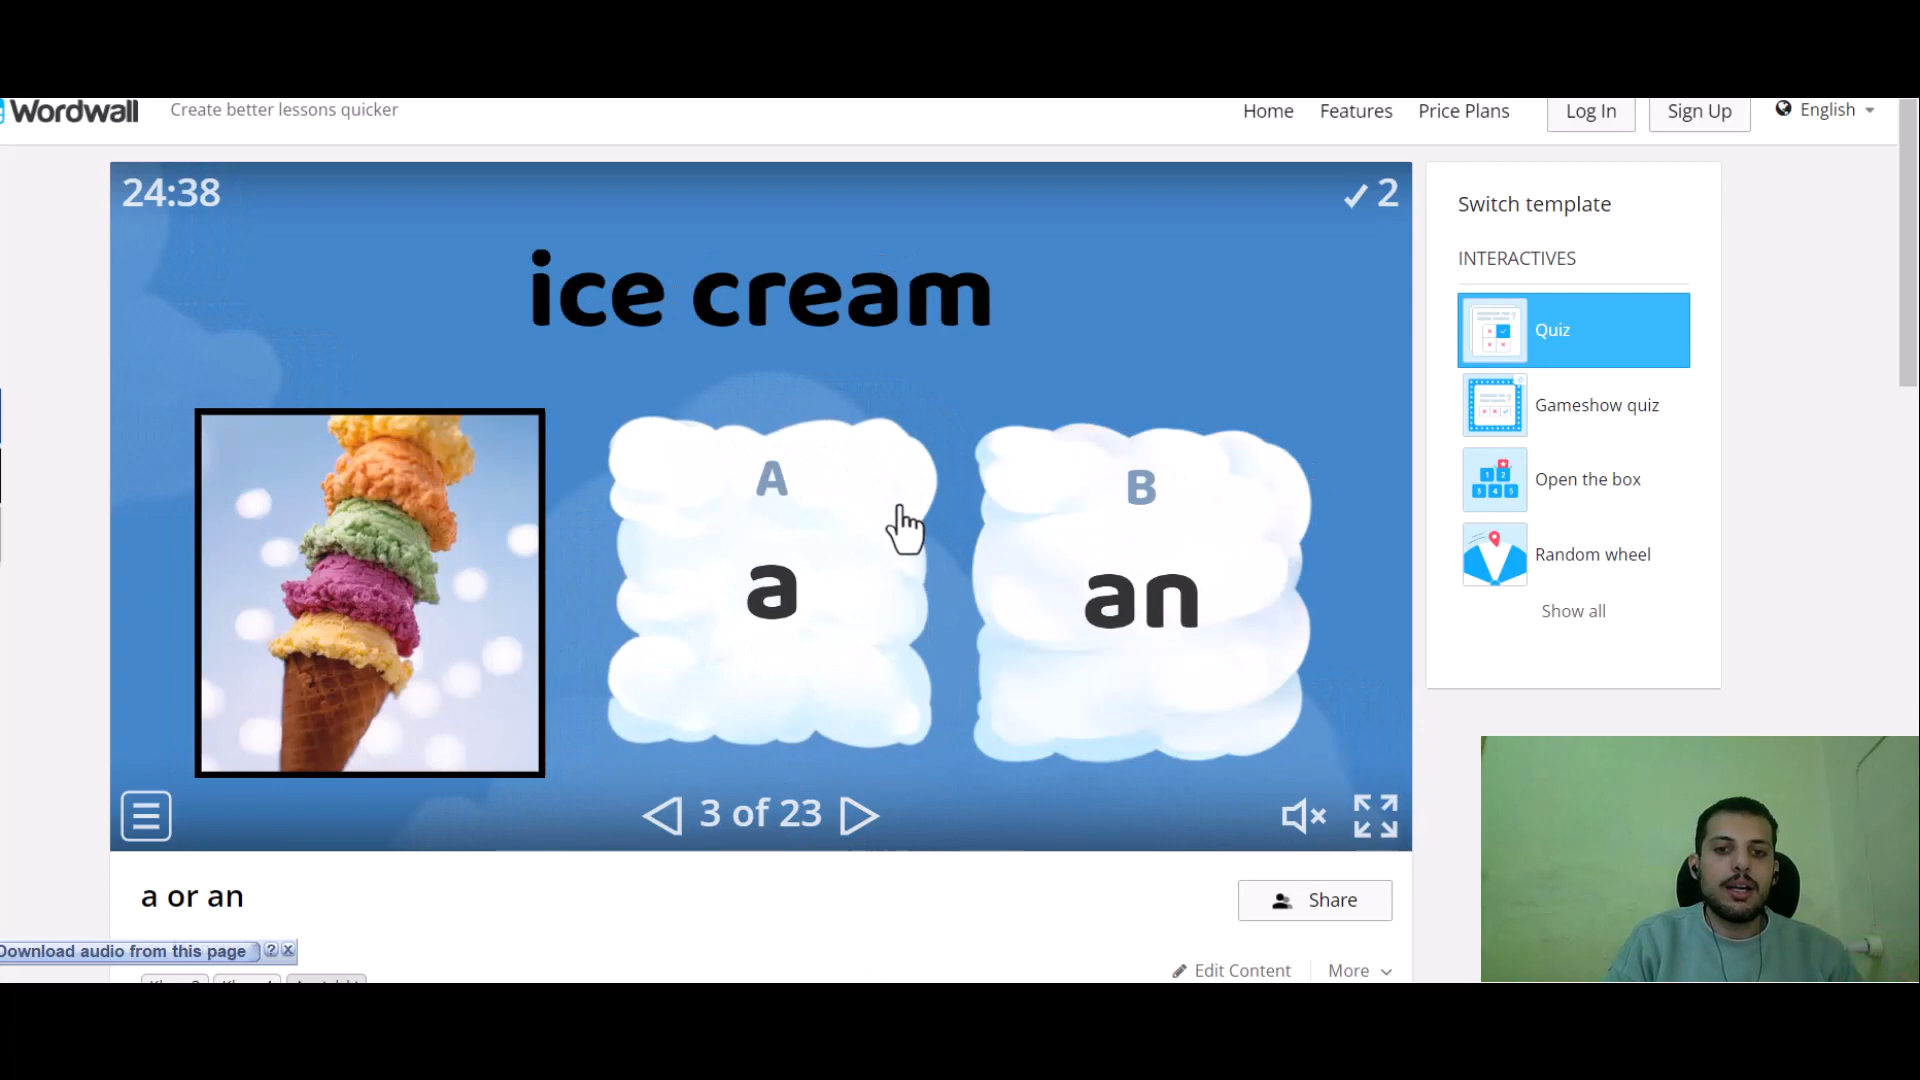 Wordwall
Create better lessons quicker
Home
Features
Price Plans
Log In
Sign Up
English
24:38
2
ice cream
A
a
B
an
3 of 23
Switch template
INTERACTIVES
Quiz
Gameshow quiz
Open the box
Random wheel
Show all
a or an
Share
Download audio from this page
?
Edit Content
More